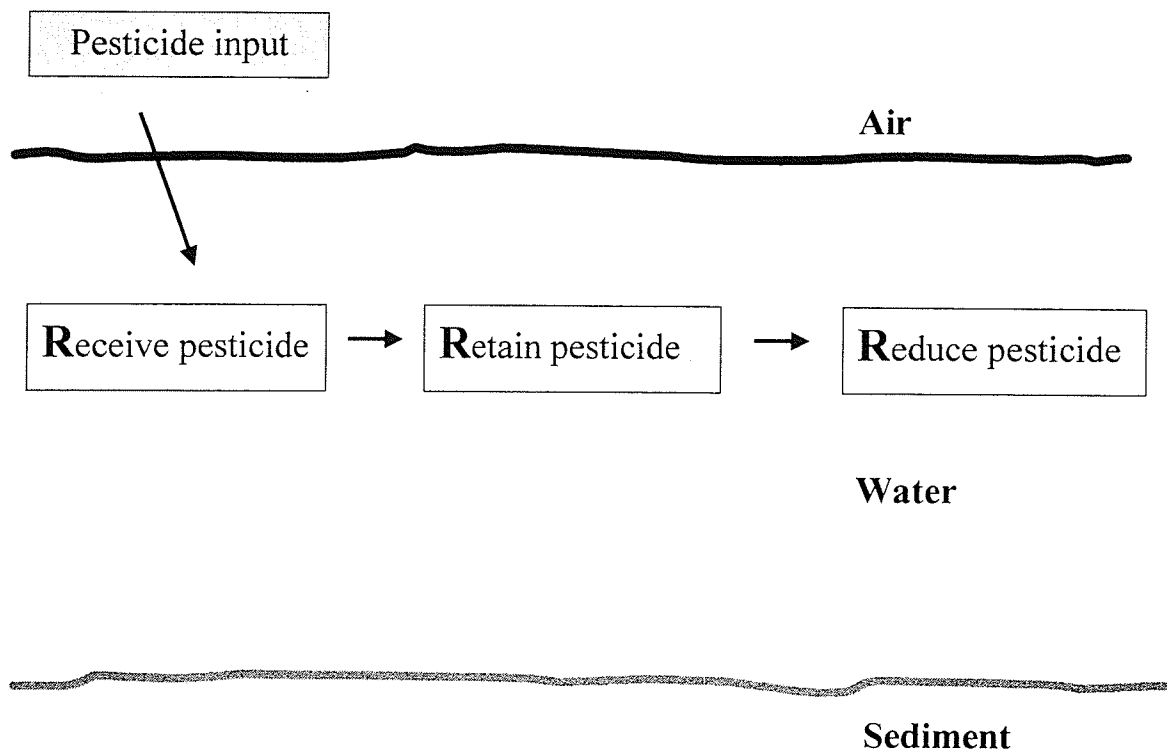 Pesticide input
Air
Receive pesticide
Retain pesticide
Reduce pesticide
Water
Sediment